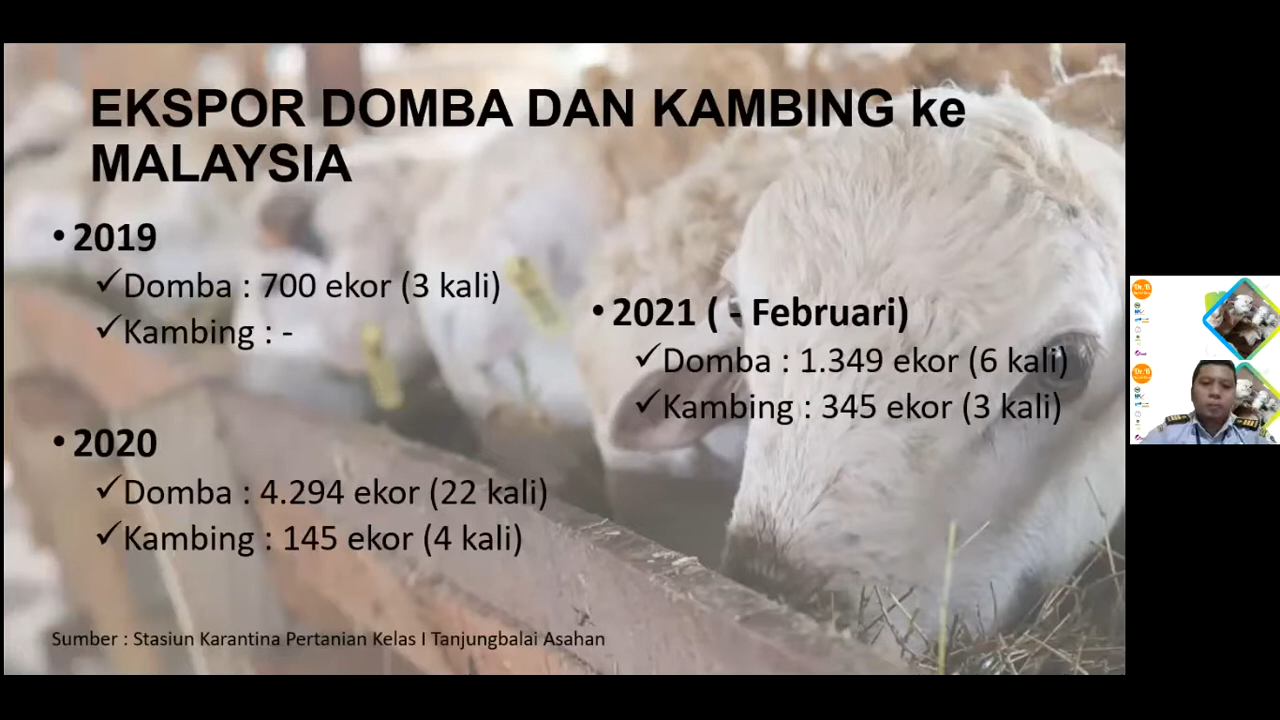 EKSPOR DOMBA DAN KAMBING ke
MALAYSIA
• 2019
✓Domba : 700 ekor (3 kali)
✓Kambing : -
• 2020
✓Domba : 4.294 ekor (22 kali)
✓Kambing : 145 ekor (4 kali)
• 2021 ( - Februari)
✓Domba : 1.349 ekor (6 kali)
✓Kambing : 345 ekor (3 kali)
Sumber : Stasiun Karantina Pertanian Kelas I Tanjungbalai Asahan